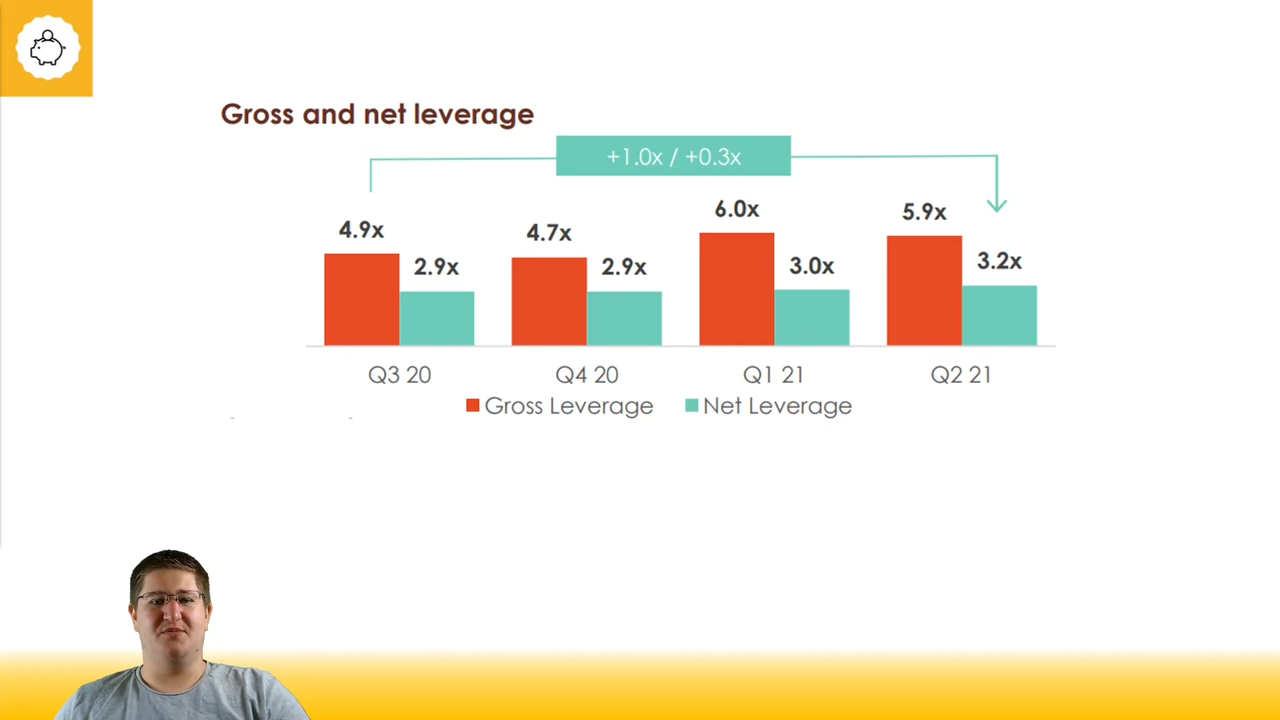 Gross and net leverage
+1.0x / +0.3x
4.9x 2.9x 4.7x 2.9x 6.0x 3.0x 5.9x 3.2x
Q3 20 Q4 20 Q1 21 Q2 21
Gross Leverage Net Leverage